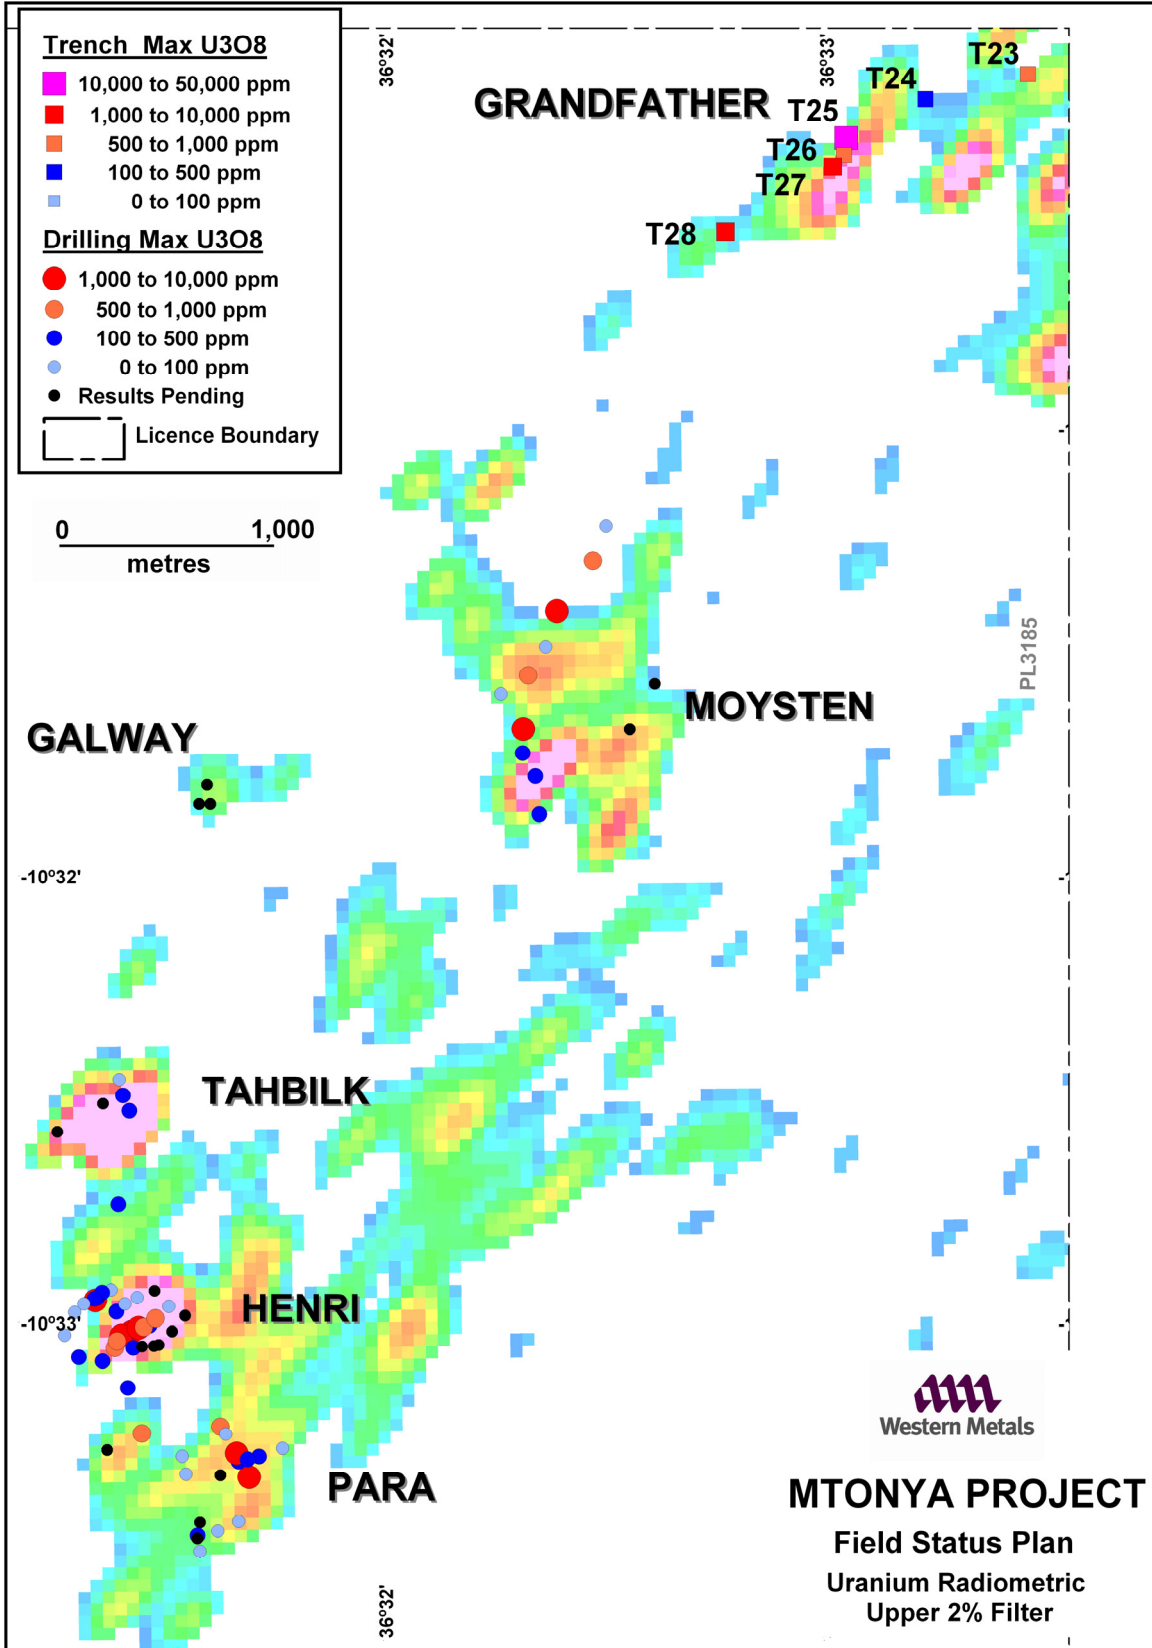 Trench Max U3O8
10,000 to 50,000 ppm
1,000 to 10,000 ppm
500 to 1,000 ppm
100 to 500 ppm
0 to 100 ppm
Drilling Max U3O8
1,000 to 10,000 ppm
500 to 1,000 ppm
100 to 500 ppm
0 to 100 ppm
Results Pending
Licence Boundary
0 1,000
metres
36°32'
36°33'
GRANDFATHER
T23
T24
T25
T26
T27
T28
PL3185
MOYSTEN
GALWAY
-10°32'
TAHBILK
HENRI
-10°33'
PARA
36°32'
Western Metals
MTONYA PROJECT
Field Status Plan
Uranium Radiometric
Upper 2% Filter